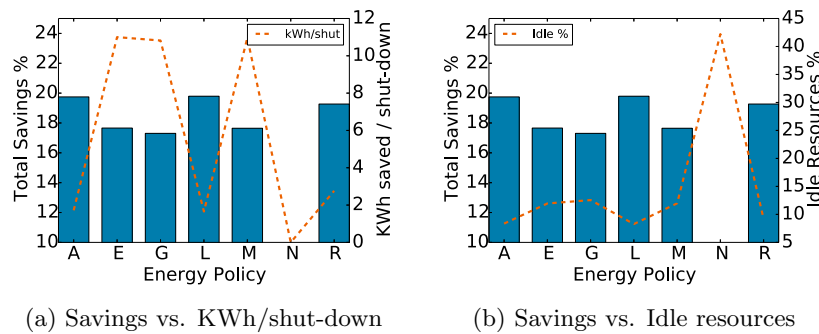 24
22
20
18
16
14
12
10
Total Savings %
kWh/shut
12
10
8
6
4
2
0
KWh saved / shut-down
A E G L M N R
Energy Policy
(a) Savings vs. KWh/shut-down
24
22
20
18
16
14
12
10
Total Savings %
Idle %
45
40
35
30
25
20
15
10
5
Idle Resources %
A E G L M N R
Energy Policy
(b) Savings vs. Idle resources